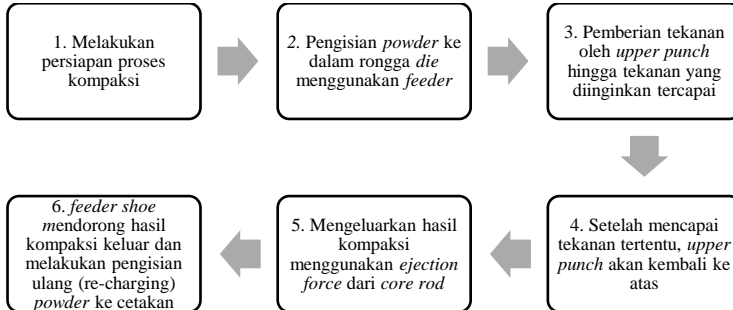 1. Melakukan
persiapan proses
kompaksi
2. Pengisian powder ke
dalam rongga die
menggunakan feeder
3. Pemberian tekanan
oleh upper punch
hingga tekanan yang
diinginkan tercapai
4. Setelah mencapai
tekanan tertentu, upper
punch akan kembali ke
atas
5. Mengeluarkan hasil
kompaksi
menggunakan ejection
force dari core rod
6. feeder shoe
mendorong hasil
kompaksi keluar dan
melakukan pengisian
ulang (re-charging)
powder ke cetakan